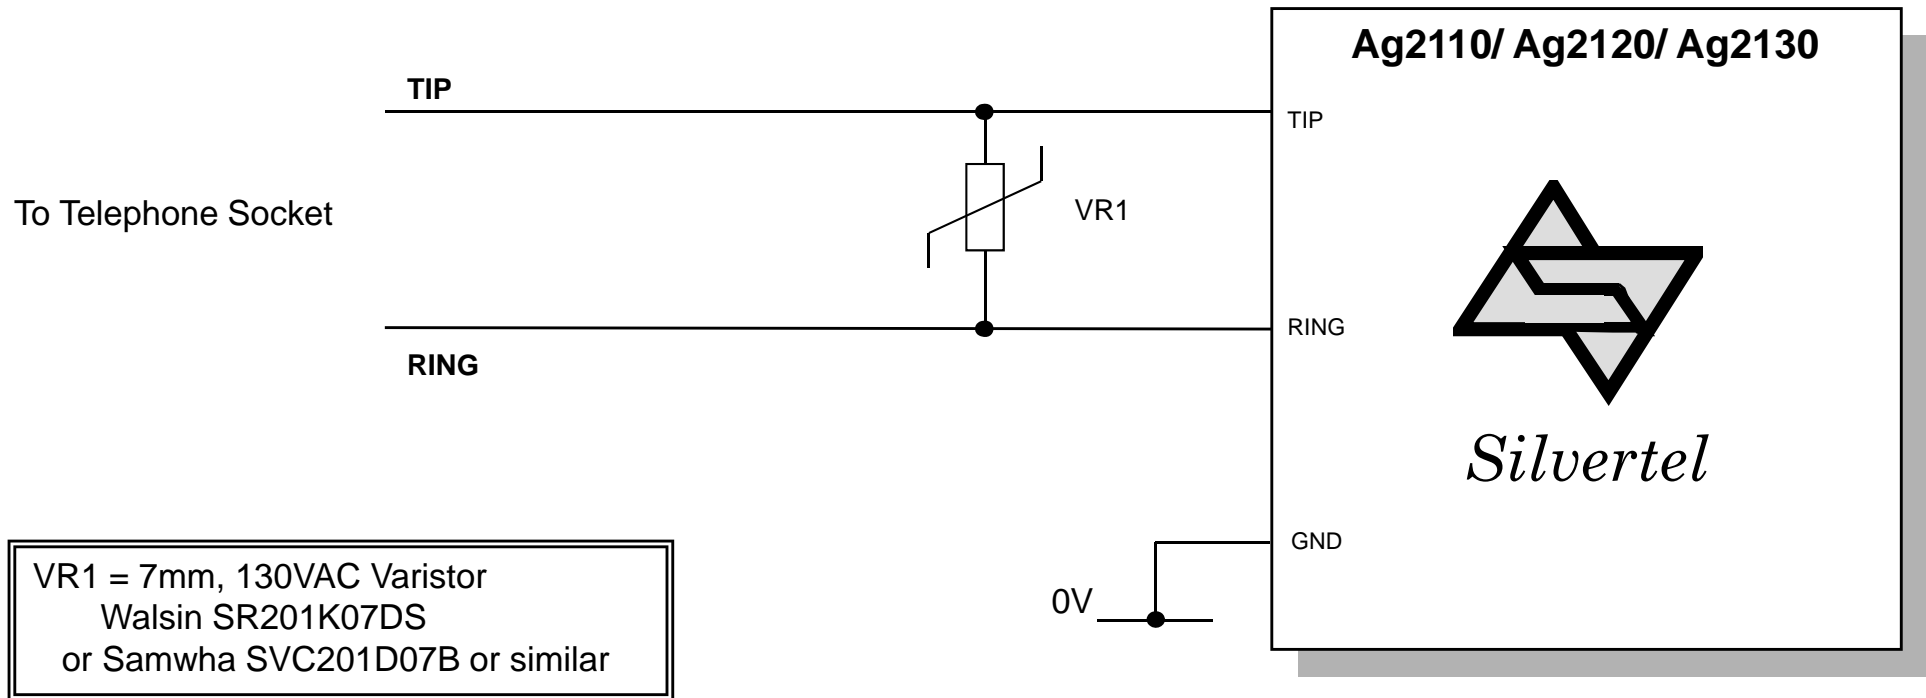 Ag2110/ Ag2120/ Ag2130
TIP
TIP
To Telephone Socket
VR1
RING
RING
Silvertel
GND
0V
VR1 = 7mm, 130VAC Varistor
Walsin SR201K07DS
or Samwha SVC201D07B or similar